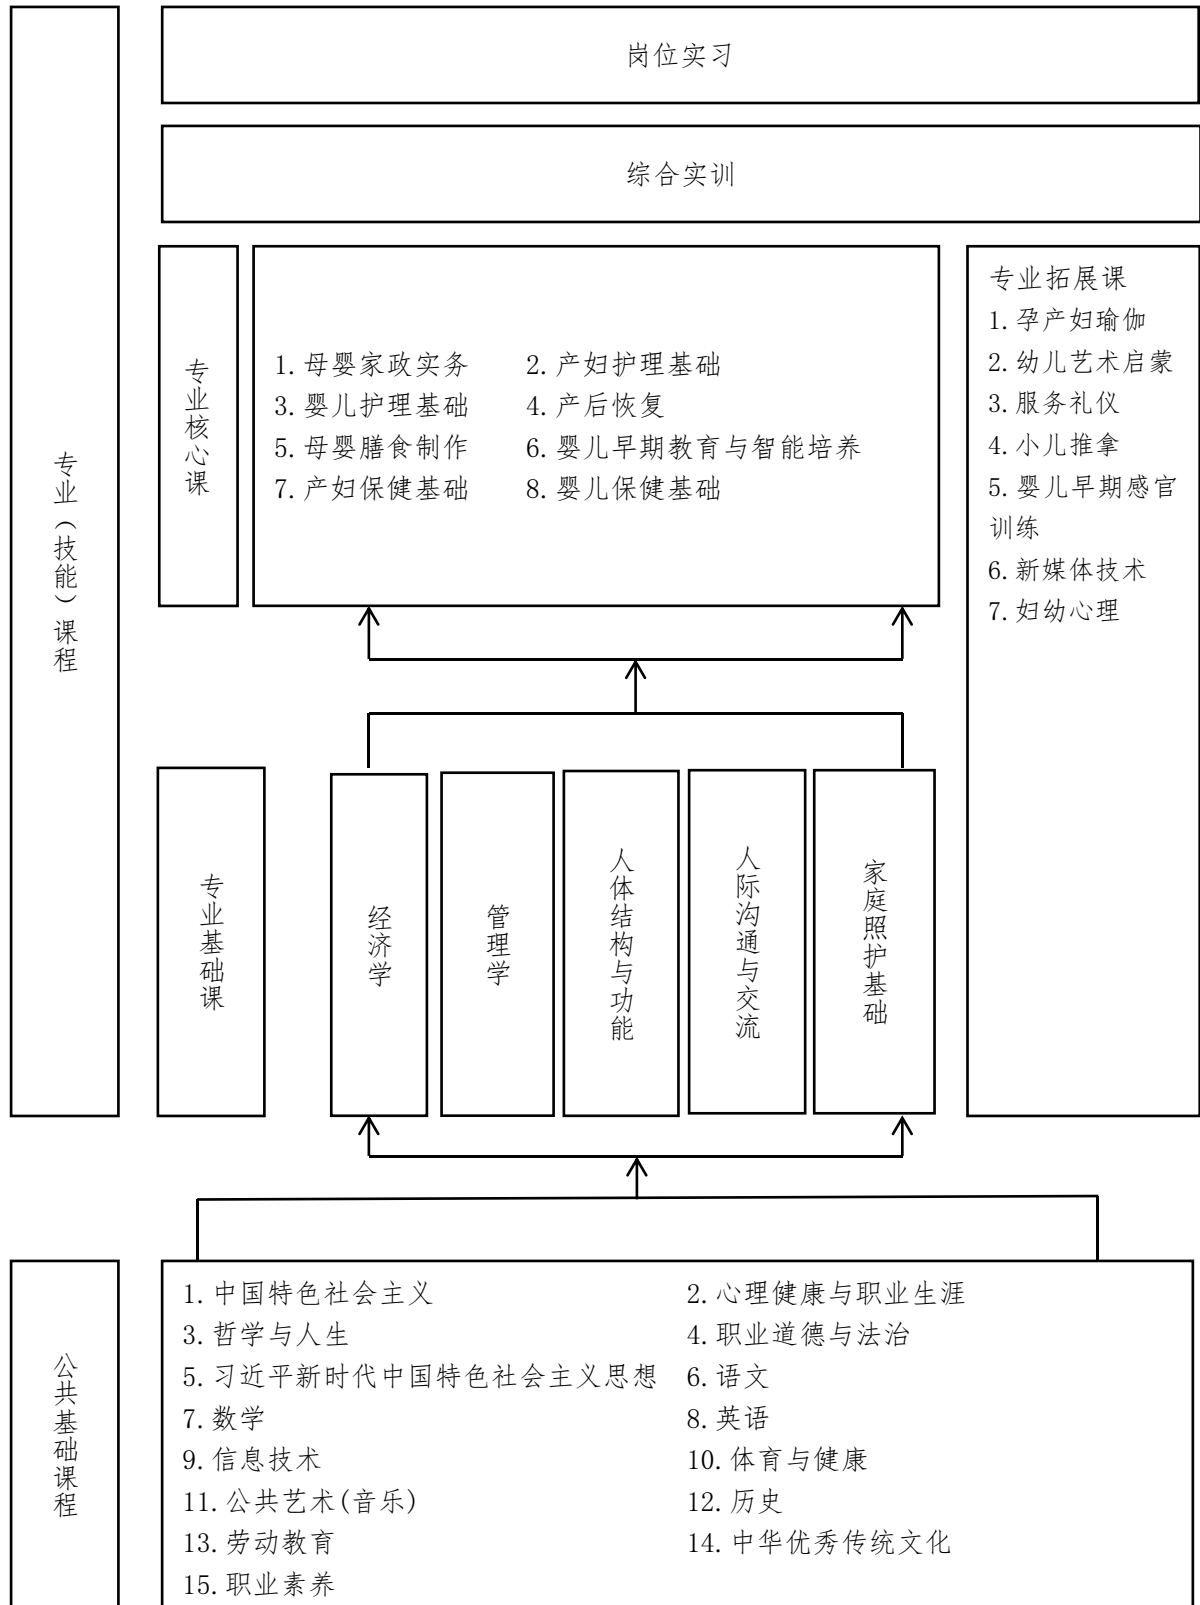 岗位实习
综合实训
专业（技能）课程
专业核心课
1.母婴家政实务 2.产妇护理基础
3.婴儿护理基础 4.产后恢复
5.母婴膳食制作 6.婴儿早期教育与智能培养
7.产妇保健基础 8.婴儿保健基础
专业拓展课
1.孕产妇瑜伽
2.幼儿艺术启蒙
3.服务礼仪
4.小儿推拿
5.婴儿早期感官
训练
6.新媒体技术
7.妇幼心理
专业基础课
经济学
管理学
人体结构与功能
人际沟通与交流
家庭照护基础
公共基础课程
1.中国特色社会主义 2.心理健康与职业生涯
3.哲学与人生 4.职业道德与法治
5.习近平新时代中国特色社会主义思想 6.语文
7.数学 8.英语
9.信息技术 10.体育与健康
11.公共艺术(音乐) 12.历史
13.劳动教育 14.中华优秀传统文化
15.职业素养